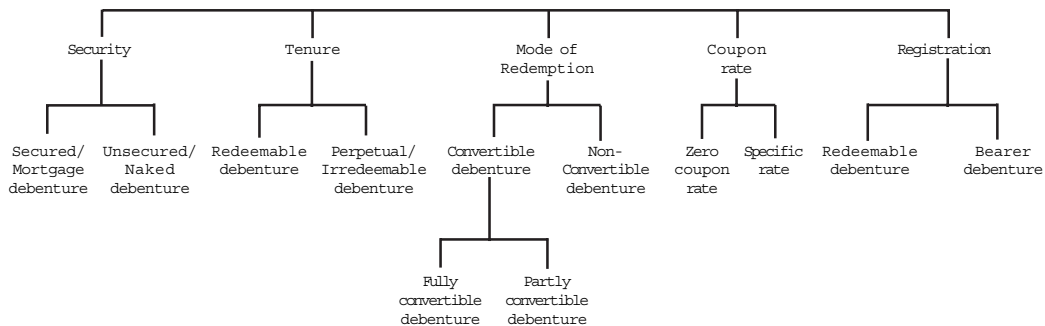 Security
Tenure
Mode of
Redemption
Coupon
rate
Registration
Secured/
Mortgage
debenture
Unsecured/
Naked
debenture
Redeemable
debenture
Perpetual/
Irredeemable
debenture
Convertible
debenture
Non-
Convertible
debenture
Zero
coupon
rate
Specific
rate
Redeemable
debenture
Bearer
debenture
Fully
convertible
debenture
Partly
convertible
debenture